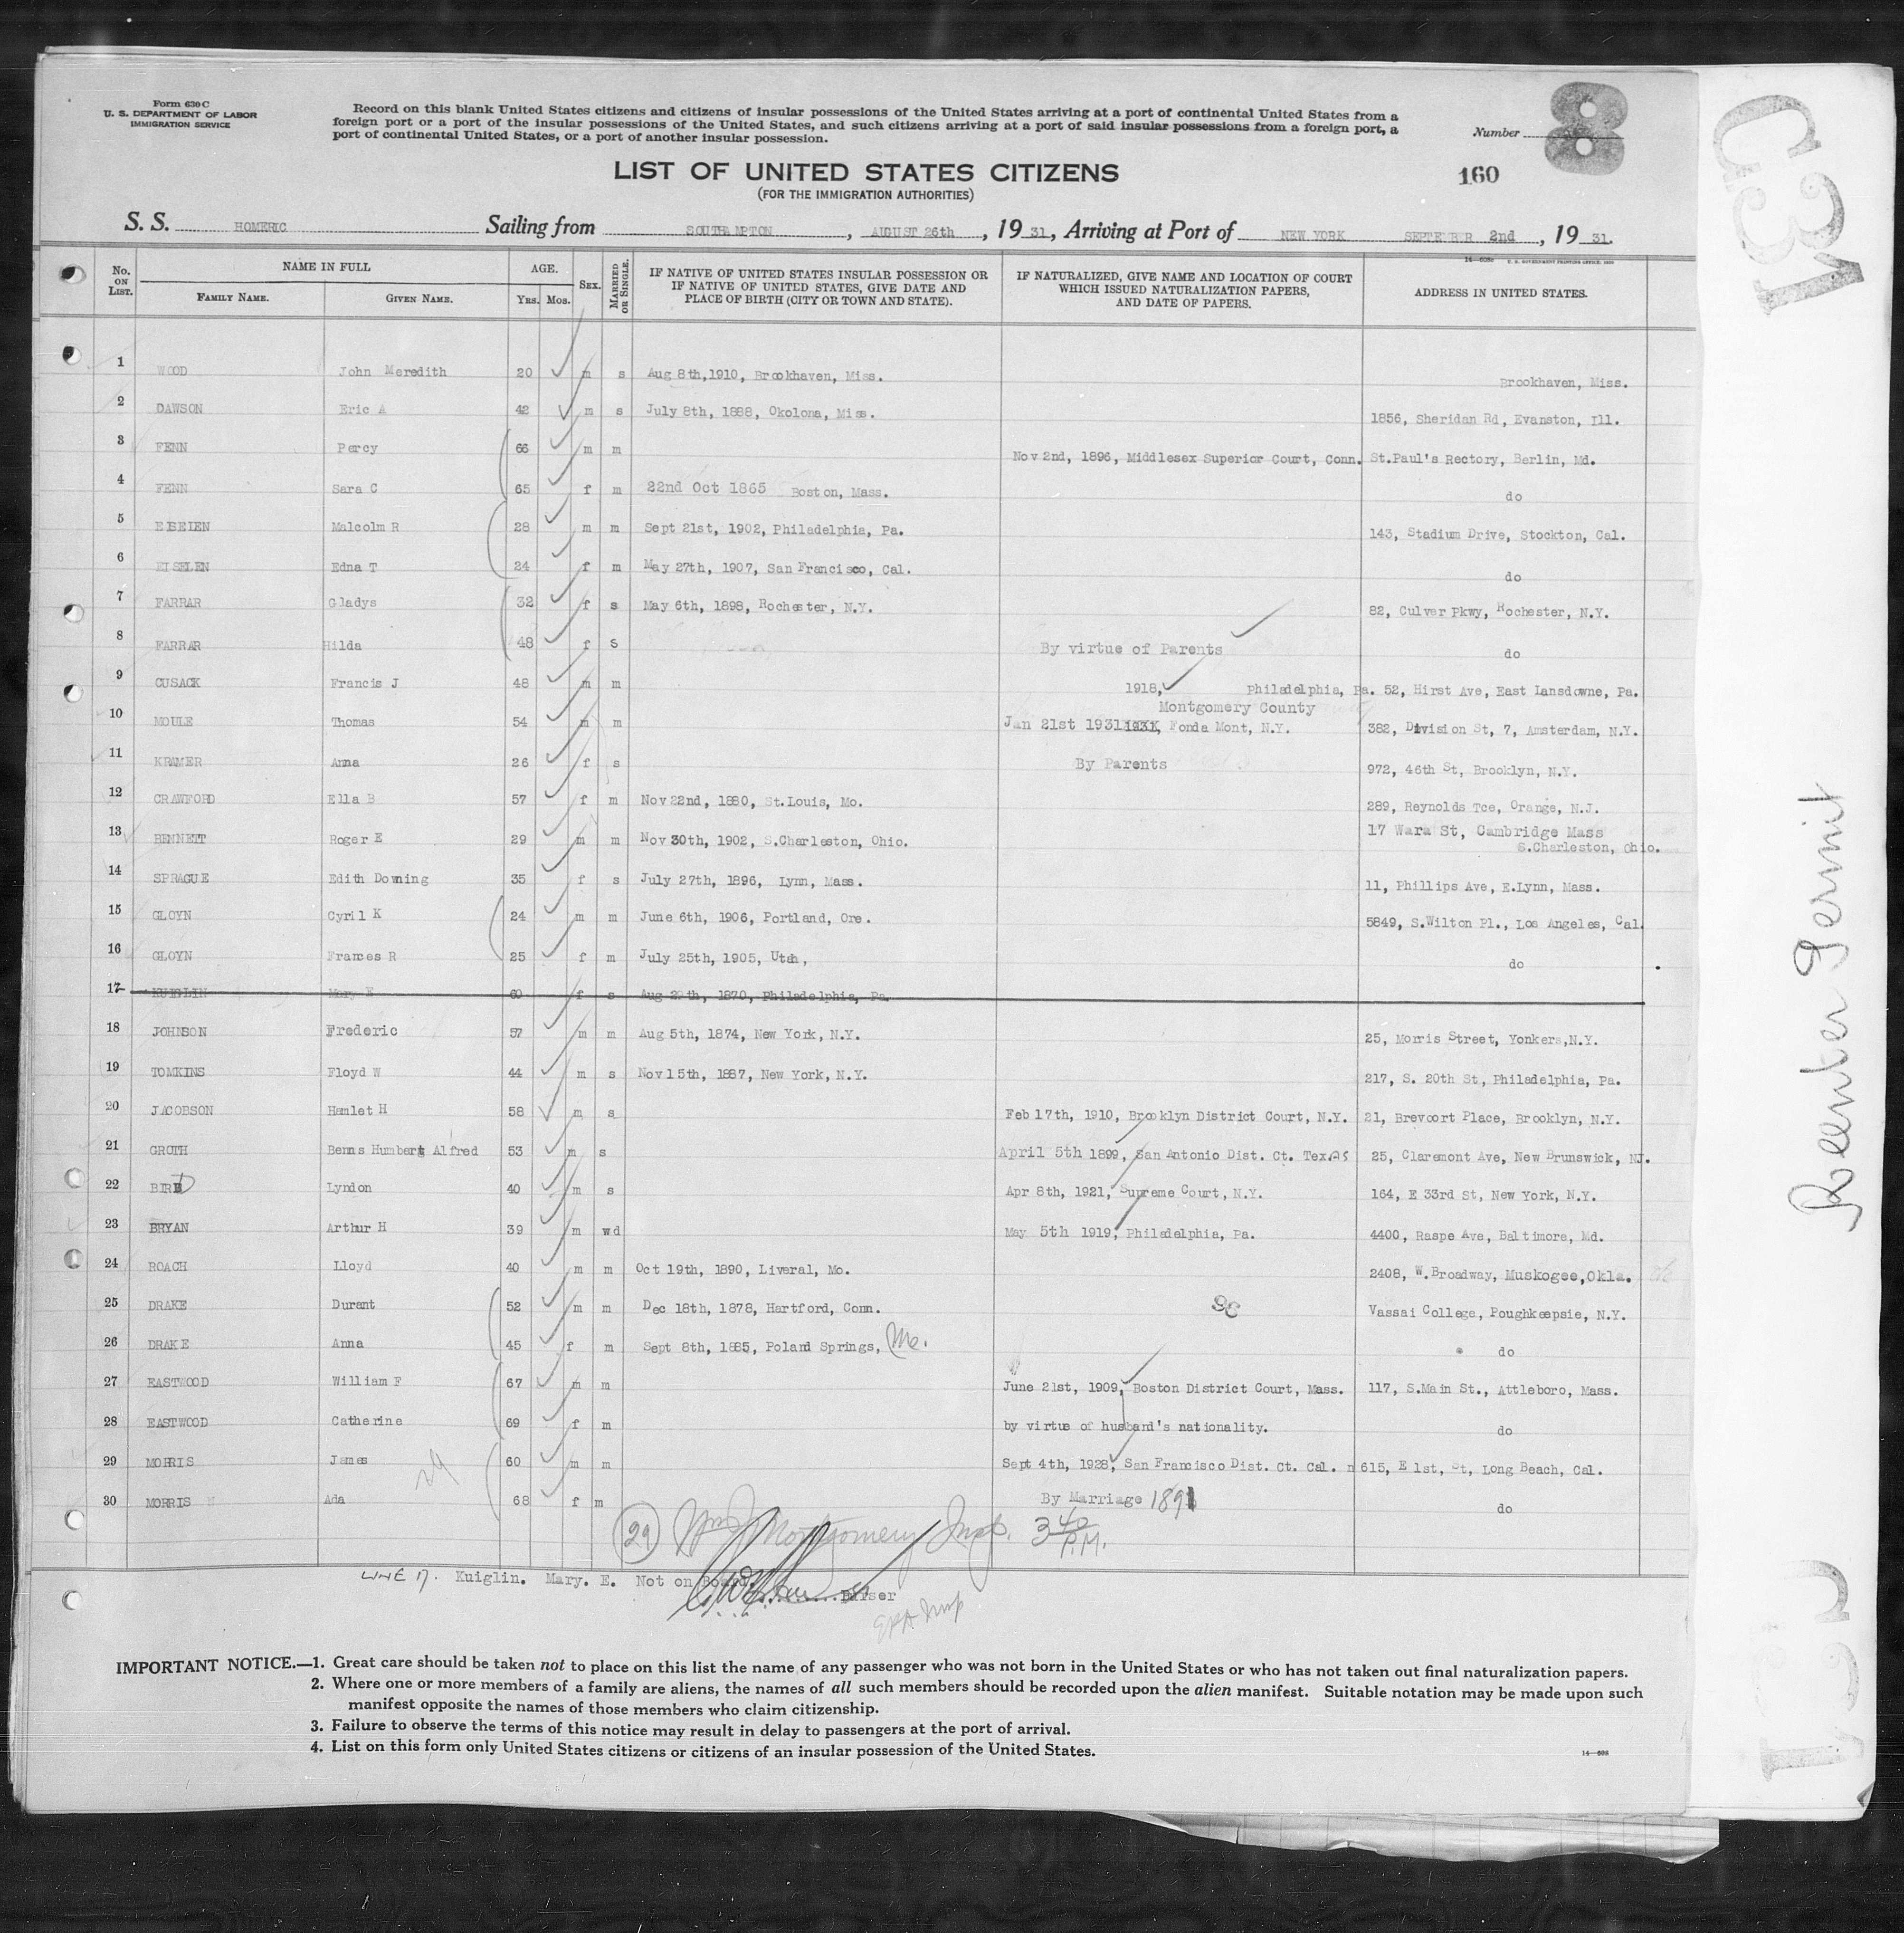 Form 630 C
U. S. DEPARTMENT OF LABOR
IMMIGRATION SERVICE
Record on this blank United States citizens and citizens of insular possessions of the United States arriving at a port of continental United States from a
foreign port or a port of the insular possessions of the United States, and such citizens arriving at a port of said insular possessions from a foreign port, a
port of continental United States, or a port of another insular possession.
Number 8
LIST OF UNITED STATES CITIZENS
160
(FOR THE IMMIGRATION AUTHORITIES)
S. S. HOMERIC Sailing from SOUTHAMPTON, AUGUST 26th, 19 31, Arriving at Port of NEW YORK SEPTEMBER 2nd, 19 31.
No. ON LIST. NAME IN FULL FAMILY NAME. GIVEN NAME. AGE. Yrs. Mos. SEX. MARRIED OR SINGLE. IF NATIVE OF UNITED STATES INSULAR POSSESSION OR IF NATIVE OF UNITED STATES, GIVE DATE AND PLACE OF BIRTH (CITY OR TOWN AND STATE). IF NATURALIZED, GIVE NAME AND LOCATION OF COURT WHICH ISSUED NATURALIZATION PAPERS, AND DATE OF PAPERS. ADDRESS IN UNITED STATES.
1 WOOD John Meredith 20 m s Aug 8th,1910, Brookhaven, Miss. Brookhaven, Miss.
2 DAWSON Eric A 42 m s July 8th, 1888, Okolona, Miss. 1856, Sheridan Rd, Evanston, Ill.
3 FENN Percy 66 m m Nov 2nd, 1896, Middlesex Superior Court, Conn. St.Paul's Rectory, Berlin, Md.
4 FENN Sara C 65 f m 22nd Oct 1865 Boston, Mass. do
5 EISELEN Malcolm R 28 m m Sept 21st, 1902, Philadelphia, Pa. 143, Stadium Drive, Stockton, Cal.
6 EISELEN Edna T 24 f m May 27th, 1907, San Francisco, Cal. do
7 FARRAR Gladys 32 f s May 6th, 1898, Rochester, N.Y. 82, Culver Pkwy, Rochester, N.Y.
8 FARRAR Hilda 48 f s By virtue of Parents do
9 CUSACK Francis J 48 m m 1918, Philadelphia, Pa. 52, Hirst Ave, East Lansdowne, Pa.
Montgomery County
10 MOULE Thomas 54 m m Jan 21st 1931 1931, Fonda Mont, N.Y. 382, Division St, 7, Amsterdam, N.Y.
11 KRAMER Anna 26 f s By Parents 972, 46th St, Brooklyn, N.Y.
12 CRAWFORD Ella B 57 f m Nov 22nd, 1880, St.Louis, Mo. 289, Reynolds Tce, Orange, N.J.
13 BENNETT Roger E 29 m m Nov 30th, 1902, S.Charleston, Ohio. 17 Wara St, Cambridge Mass
S.Charleston, Ohio.
14 SPRAGUE Edith Downing 35 f s July 27th, 1896, Lynn, Mass. 11, Phillips Ave, E.Lynn, Mass.
15 GLOYN Cyril K 24 m m June 6th, 1906, Portland, Ore. 5849, S.Wilton Pl., Los Angeles, Cal.
16 GLOYN Frances R 25 f m July 25th, 1905, Utah, do
17 KUIGLIN Mary E 60 f s Aug 29th, 1870, Philadelphia, Pa.
18 JOHNSON Frederic 57 m m Aug 5th, 1874, New York, N.Y. 25, Morris Street, Yonkers,N.Y.
19 TOMKINS Floyd W 44 m s Nov 15th, 1887, New York, N.Y. 217, S. 20th St, Philadelphia, Pa.
20 JACOBSON Hamlet H 58 m s Feb 17th, 1910, Brooklyn District Court, N.Y. 21, Brevoort Place, Brooklyn, N.Y.
21 GROTH Benns Humbert Alfred 53 m s April 5th 1899, San Antonio Dist. Ct. Texas 25, Claremont Ave, New Brunswick, NJ.
22 BIRD Lyndon 40 m s Apr 8th, 1921, Supreme Court, N.Y. 164, E 33rd St, New York, N.Y.
23 BRYAN Arthur H 39 m wd May 5th 1919, Philadelphia, Pa. 4400, Raspe Ave, Baltimore, Md.
24 ROACH Lloyd 40 m m Oct 19th, 1890, Liveral, Mo. 2408, W.Broadway, Muskogee,Okla.
25 DRAKE Durant 52 m m Dec 18th, 1878, Hartford, Conn. Vassai College, Poughkeepsie, N.Y.
26 DRAKE Anna 45 f m Sept 8th, 1885, Poland Springs, Me. do
27 EASTWOOD William F 67 m m June 21st, 1909, Boston District Court, Mass. 117, S.Main St., Attleboro, Mass.
28 EASTWOOD Catherine 69 f m by virtue of husband's nationality. do
29 MORRIS James 60 m m Sept 4th, 1928, San Francisco Dist. Ct. Cal. 615, E 1st, St, Long Beach, Cal.
30 MORRIS Ada 68 f m By Marriage 1891 do
29 Wm J Montgomery Insp. 3 40 P.M.
LINE 17. Kuiglin. Mary. E. Not on Board.
Purser
IMPORTANT NOTICE.—1. Great care should be taken not to place on this list the name of any passenger who was not born in the United States or who has not taken out final naturalization papers.
2. Where one or more members of a family are aliens, the names of all such members should be recorded upon the alien manifest. Suitable notation may be made upon such
manifest opposite the names of those members who claim citizenship.
3. Failure to observe the terms of this notice may result in delay to passengers at the port of arrival.
4. List on this form only United States citizens or citizens of an insular possession of the United States.
14—608